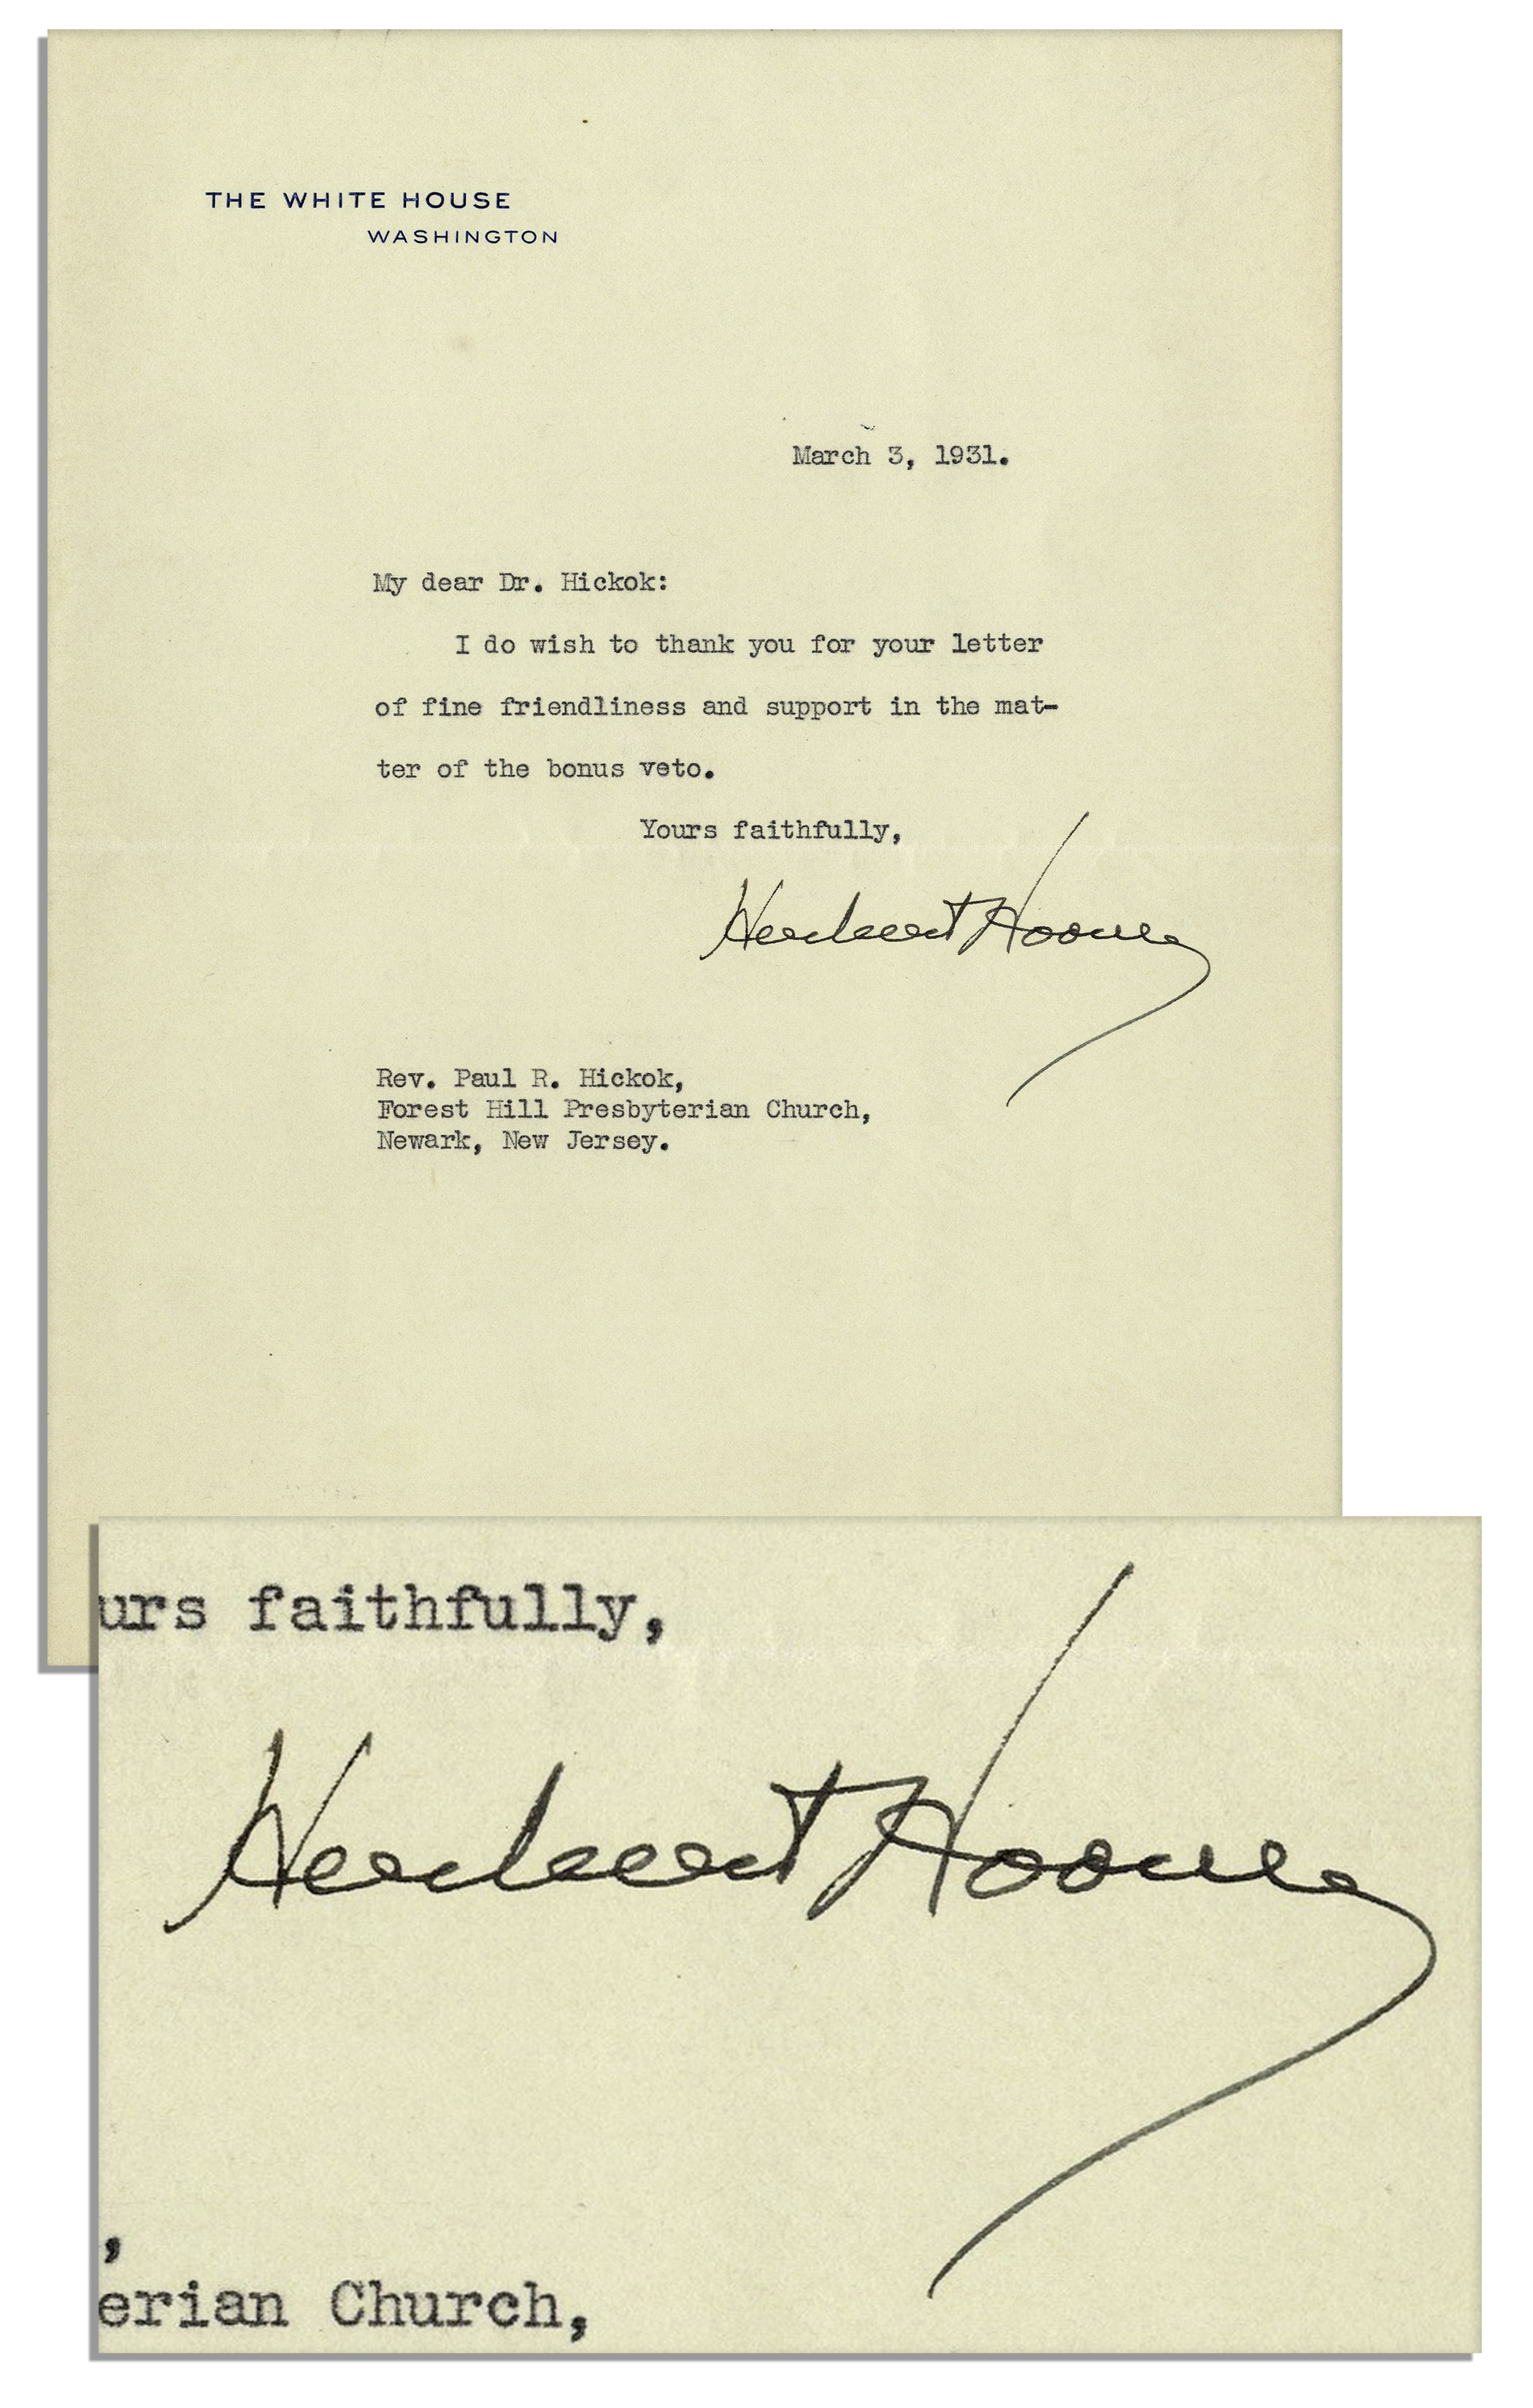 THE WHITE HOUSE
WASHINGTON
March 3, 1931.
My dear Dr. Hickok:
I do wish to thank you for your letter
of fine friendliness and support in the mat-
ter of the bonus veto.
Yours faithfully,
Herbert Hoover
Rev. Paul R. Hickok,
Forest Hill Presbyterian Church,
Newark, New Jersey.
urs faithfully,
Herbert Hoover
,
erian Church,